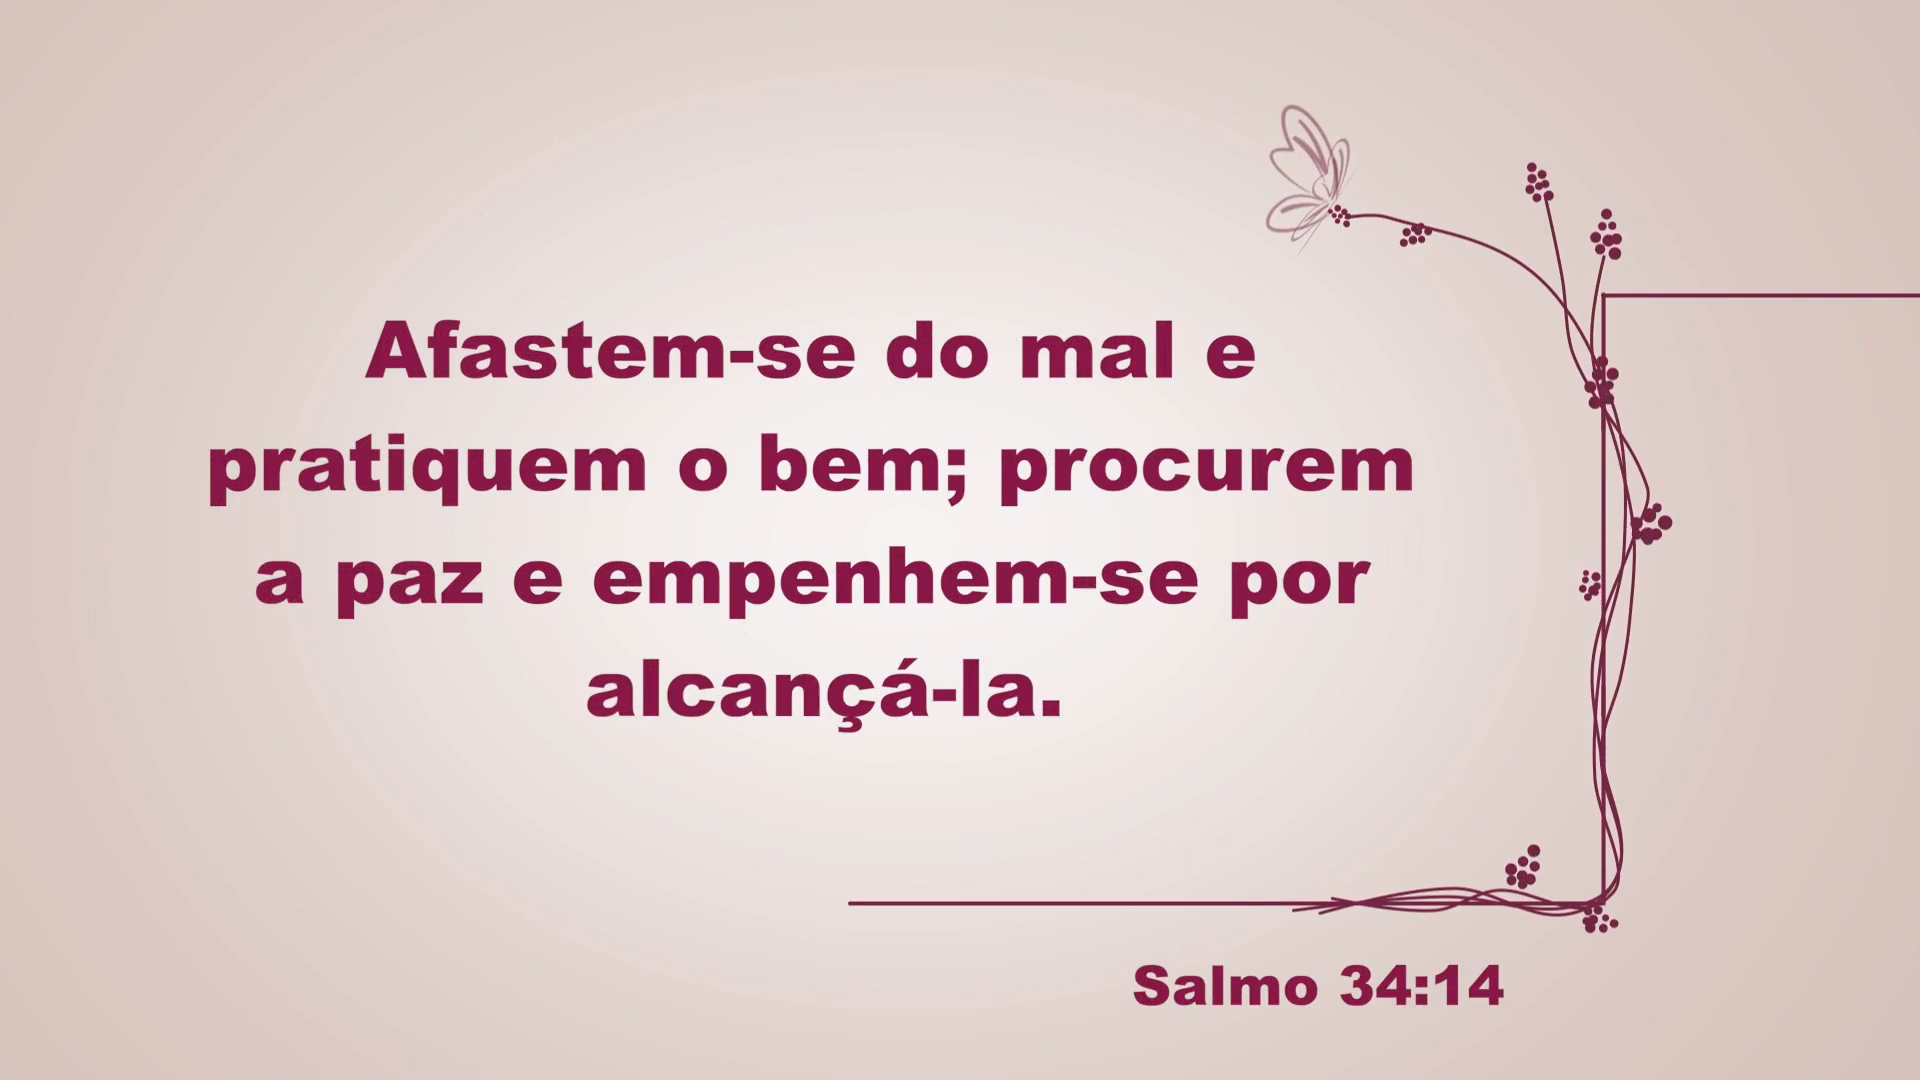 Afastem-se do mal e
pratiquem o bem; procurem
a paz e empenhem-se por
alcançá-la.
Salmo 34:14